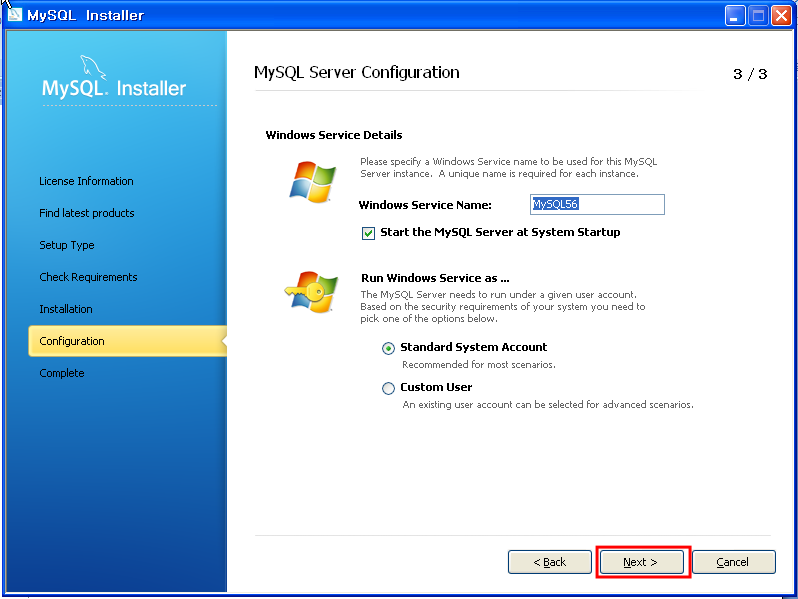 MySQL Installer
MySQL. Installer
License Information
Find latest products
Setup Type
Check Requirements
Installation
Configuration
Complete
MySQL Server Configuration
3 / 3
Windows Service Details
Please specify a Windows Service name to be used for this MySQL
Server instance. A unique name is required for each instance.
Windows Service Name:
MySQL56
Start the MySQL Server at System Startup
Run Windows Service as ...
The MySQL Server needs to run under a given user account.
Based on the security requirements of your system you need to
pick one of the options below.
Standard System Account
Recommended for most scenarios.
Custom User
An existing user account can be selected for advanced scenarios.
< Back
Next >
Cancel